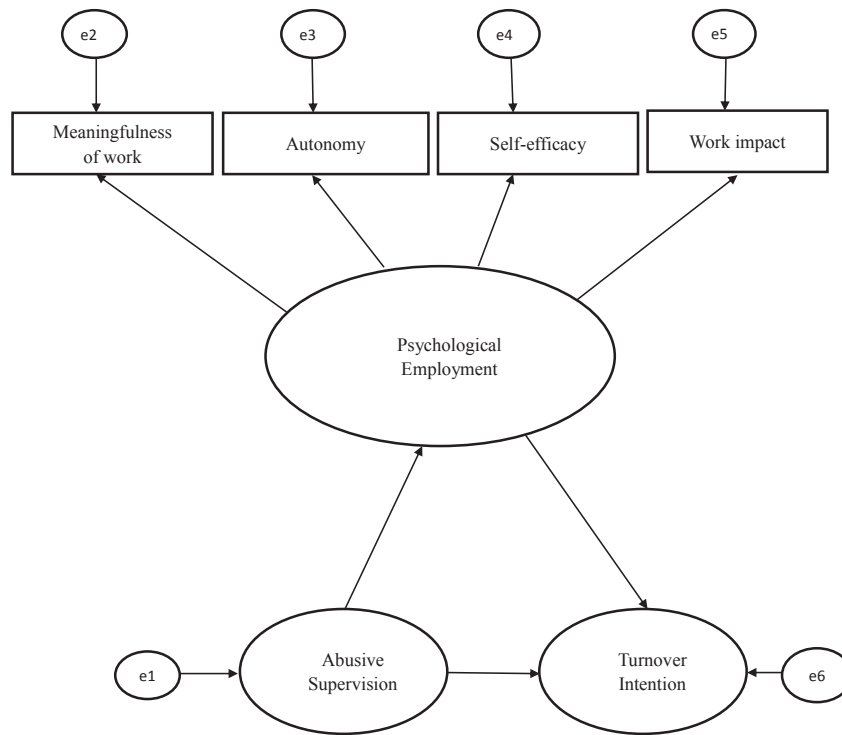 e2
e3
e4
e5
Meaningfulness
of work
Autonomy
Self-efficacy
Work impact
Psychological
Employment
Abusive
Supervision
Turnover
Intention
e1
e6